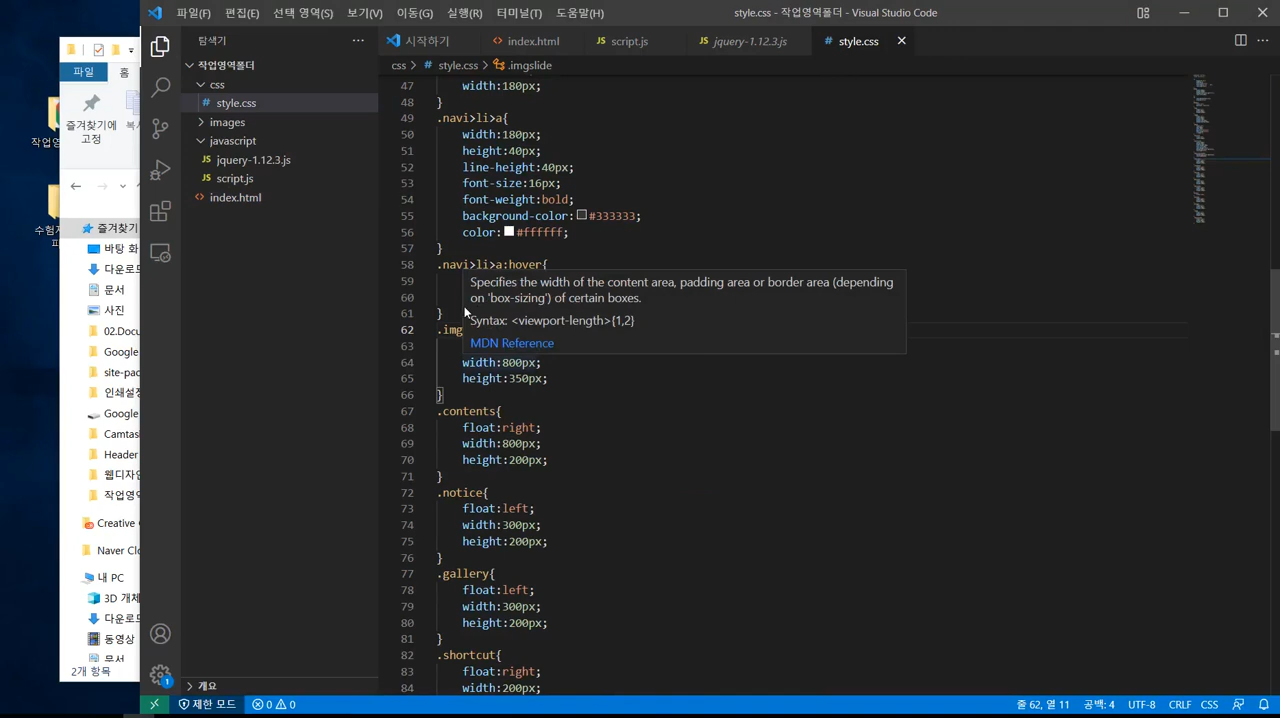 파일(F) 편집(E) 선택 영역(S) 보기(V) 이동(G) 실행(R) 터미널(T) 도움말(H)
style.css - 작업영역폴더 - Visual Studio Code
파일 홈
즐겨찾기에
고정
즐겨찾기
바탕 화
다운로
문서
사진
02.Docu
Google
site-pac
인쇄설정
Google
Camtas
Header
웹디자인
작업영역
Creative
Naver Clo
내 PC
3D 개체
다운로드
동영상
문서
2개 항목
탐색기
작업영역폴더
css
# style.css
images
javascript
JS jquery-1.12.3.js
JS script.js
<> index.html
개요
시작하기
<> index.html
JS script.js
JS jquery-1.12.3.js
# style.css
css > # style.css > .imgslide
47 width:180px;
48 }
49 .navi>li>a{
50 width:180px;
51 height:40px;
52 line-height:40px;
53 font-size:16px;
54 font-weight:bold;
55 background-color: #333333;
56 color: #ffffff;
57 }
58 .navi>li>a:hover{
59
60
61 }
62 .img
63
64 width:800px;
65 height:350px;
66 }
67 .contents{
68 float:right;
69 width:800px;
70 height:200px;
71 }
72 .notice{
73 float:left;
74 width:300px;
75 height:200px;
76 }
77 .gallery{
78 float:left;
79 width:300px;
80 height:200px;
81 }
82 .shortcut{
83 float:right;
84 width:200px;
Specifies the width of the content area, padding area or border area (depending
on 'box-sizing') of certain boxes.
Syntax: <viewport-length>{1,2}
MDN Reference
1
제한 모드
0 0
줄 62, 열 11
공백: 4
UTF-8
CRLF
CSS